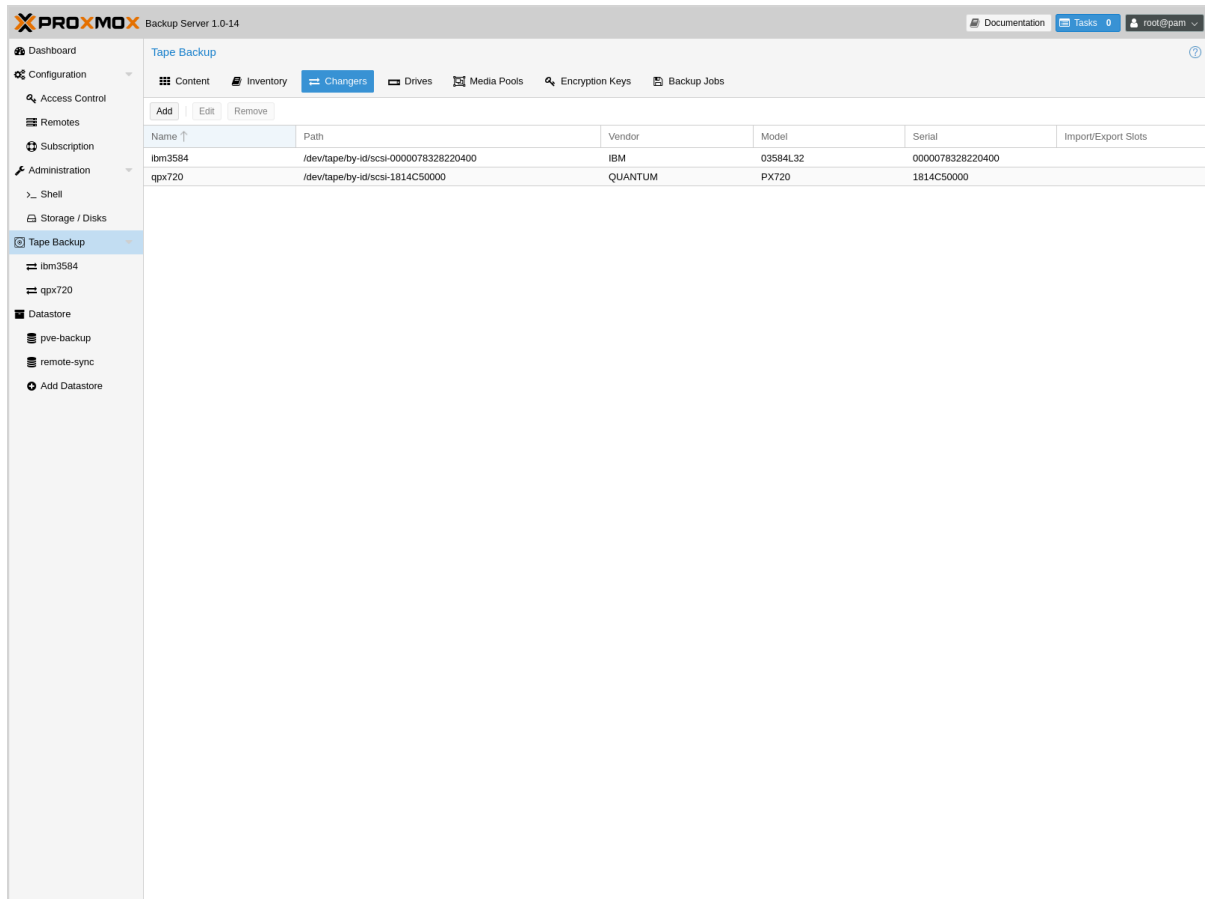 PROXMOX Backup Server 1.0-14 Documentation Tasks 0 root@pam
Dashboard
Configuration
Access Control
Remotes
Subscription
Administration
>_ Shell
Storage / Disks
Tape Backup
ibm3584
qpx720
Datastore
pve-backup
remote-sync
Add Datastore
Tape Backup
Content Inventory Changers Drives Media Pools Encryption Keys Backup Jobs
Add Edit Remove
Name Path Vendor Model Serial Import/Export Slots
ibm3584 /dev/tape/by-id/scsi-0000078328220400 IBM 03584L32 0000078328220400
qpx720 /dev/tape/by-id/scsi-1814C50000 QUANTUM PX720 1814C50000